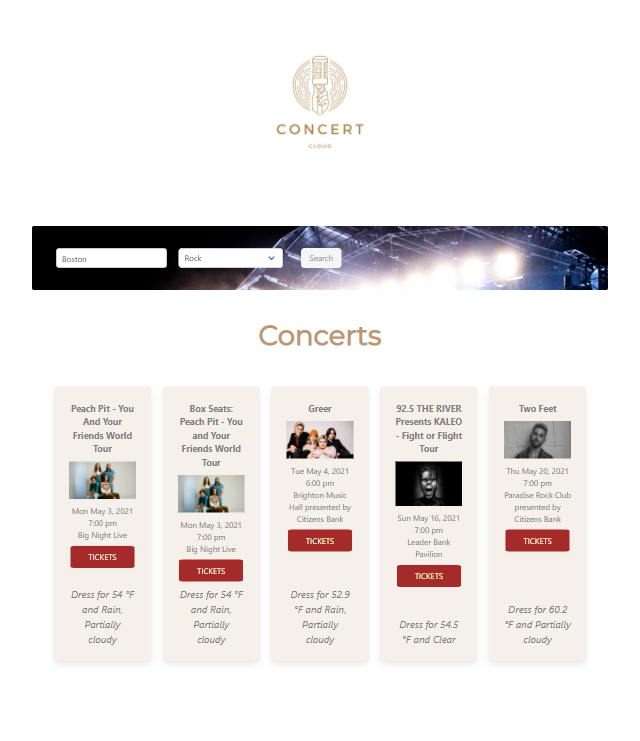 CONCERT
CLOUD
Boston
Rock
Search
Concerts
Peach Pit - You
And Your
Friends World
Tour
Mon May 3, 2021
7:00 pm
Big Night Live
TICKETS
Dress for 54 °F
and Rain,
Partially
cloudy
Box Seats:
Peach Pit - You
and Your
Friends World
Tour
Mon May 3, 2021
7:00 pm
Big Night Live
TICKETS
Dress for 54 °F
and Rain,
Partially
cloudy
Greer
Tue May 4, 2021
6:00 pm
Brighton Music
Hall presented by
Citizens Bank
TICKETS
Dress for 52.9
°F and Rain,
Partially
cloudy
92.5 THE RIVER
Presents KALEO
- Fight or Flight
Tour
Sun May 16, 2021
7:00 pm
Leader Bank
Pavilion
TICKETS
Dress for 54.5
°F and Clear
Two Feet
Thu May 20, 2021
7:00 pm
Paradise Rock Club
presented by
Citizens Bank
TICKETS
Dress for 60.2
°F and Partially
cloudy